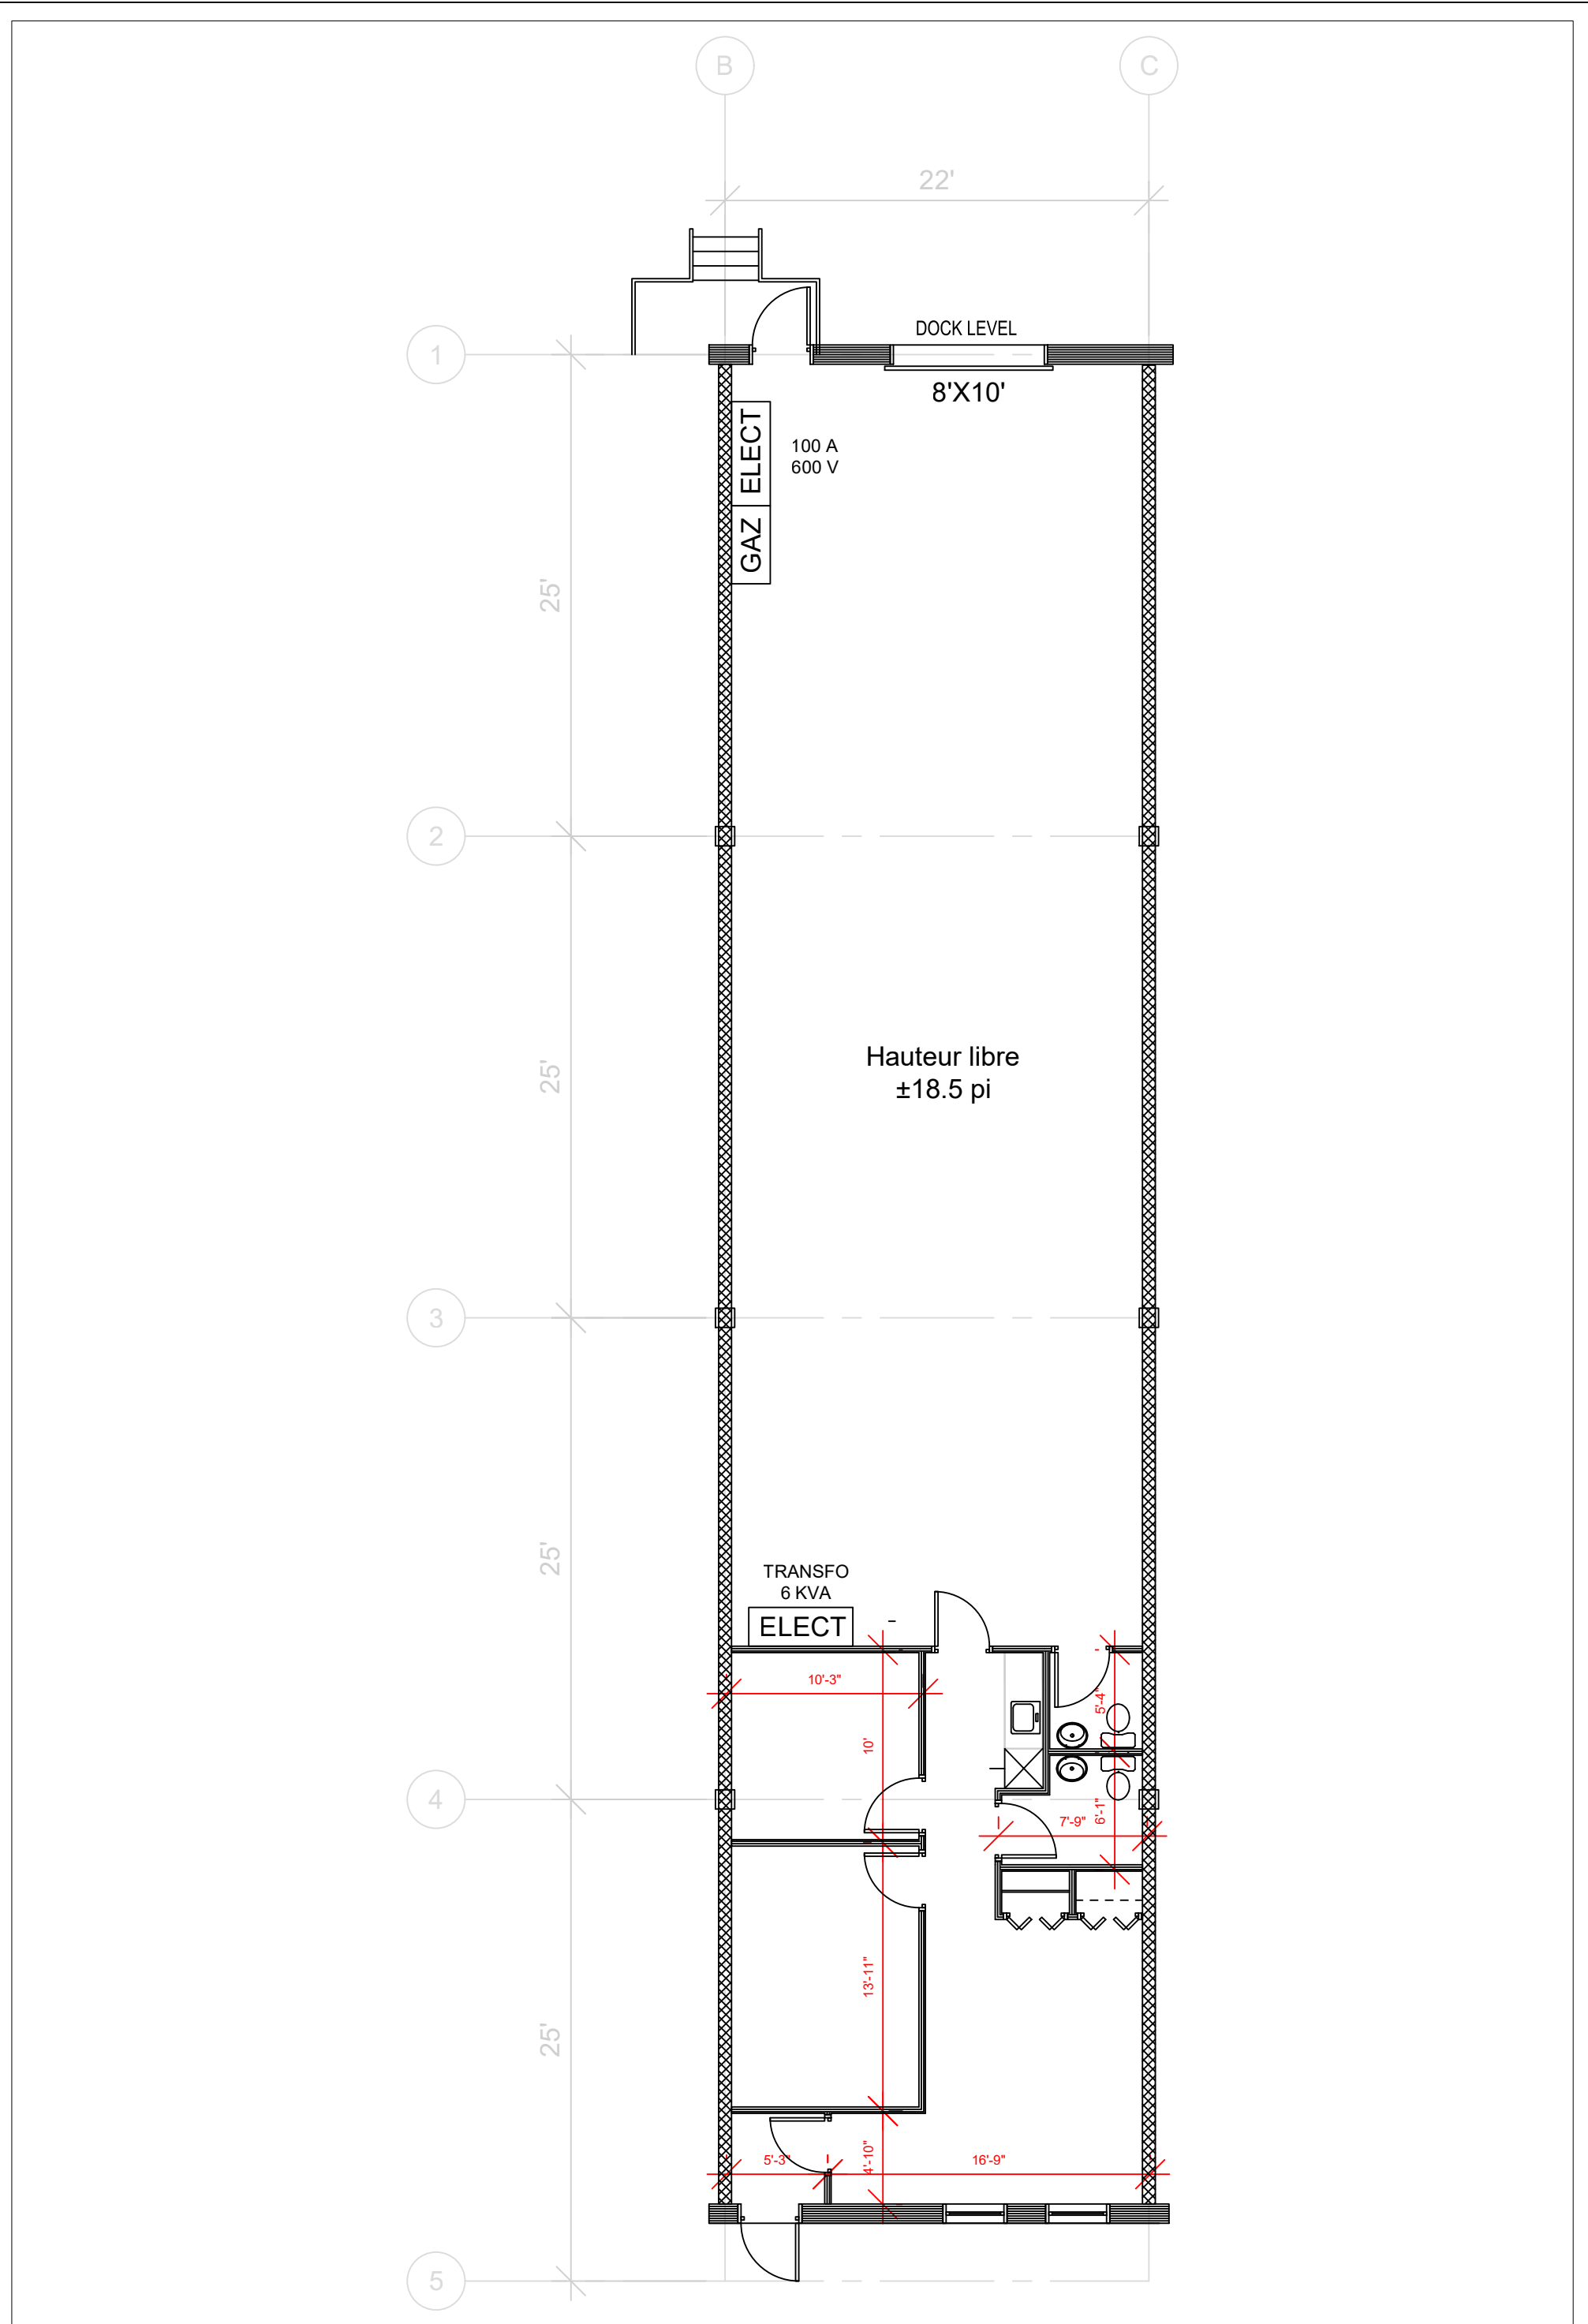 B
C
22'
DOCK LEVEL
1
8'X10'
ELECT
100 A
600 V
GAZ
25'
2
Hauteur libre
±18.5 pi
25'
3
25'
TRANSFO
6 KVA
ELECT
10'-3"
5'-4"
10'
4
6'-1"
7'-9"
13'-11"
25'
4'-10"
5'-3"
16'-9"
5